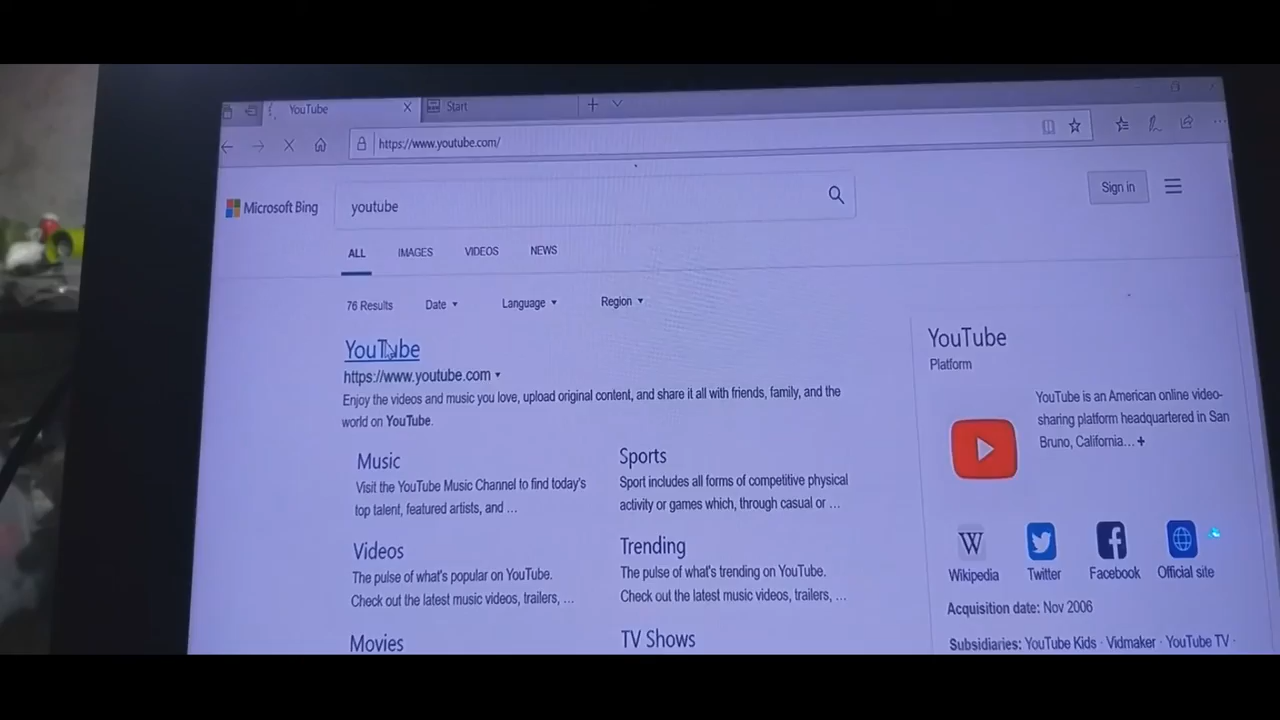 YouTube
Start
https://www.youtube.com/
Microsoft Bing
youtube
Sign in
ALL IMAGES VIDEOS NEWS
76 Results Date Language Region
YouTube
https://www.youtube.com
Enjoy the videos and music you love, upload original content, and share it all with friends, family, and the
world on YouTube.
Music
Visit the YouTube Music Channel to find today's
top talent, featured artists, and ...
Sports
Sport includes all forms of competitive physical
activity or games which, through casual or ...
Videos
The pulse of what's popular on YouTube.
Check out the latest music videos, trailers, ...
Trending
The pulse of what's trending on YouTube.
Check out the latest music videos, trailers, ...
Movies
TV Shows
YouTube
Platform
YouTube is an American online video-
sharing platform headquartered in San
Bruno, California... +
W
Wikipedia Twitter Facebook Official site
Acquisition date: Nov 2006
Subsidiaries: YouTube Kids · Vidmaker · YouTube TV ·